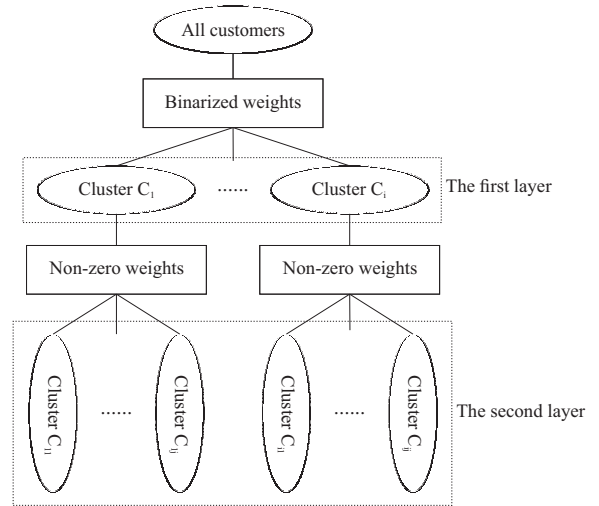 All customers
Binarized weights
Cluster C₁ ...... Cluster Cᵢ
The first layer
Non-zero weights Non-zero weights
Cluster C₁₁ ...... Cluster C₁ⱼ Cluster Cᵢ₁ ...... Cluster Cᵢⱼ
The second layer